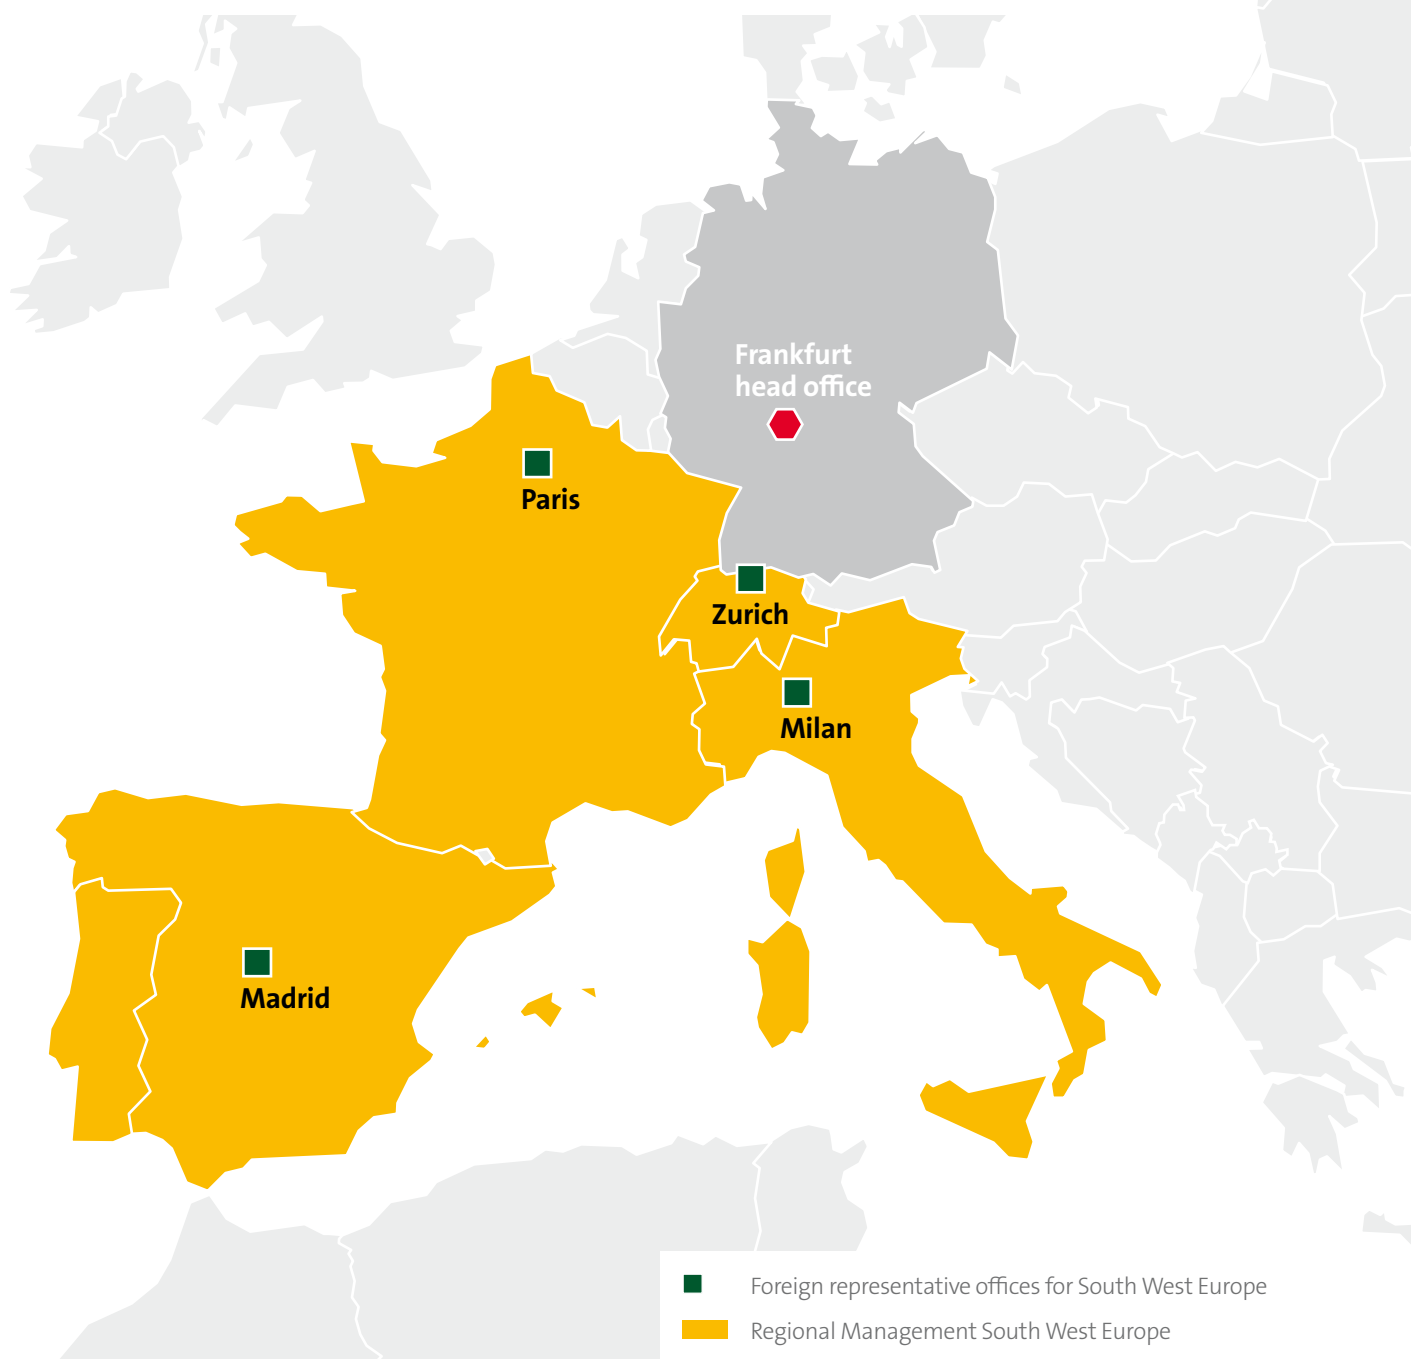 Frankfurt
head office
Paris
Zurich
Milan
Madrid
Foreign representative offices for South West Europe
Regional Management South West Europe